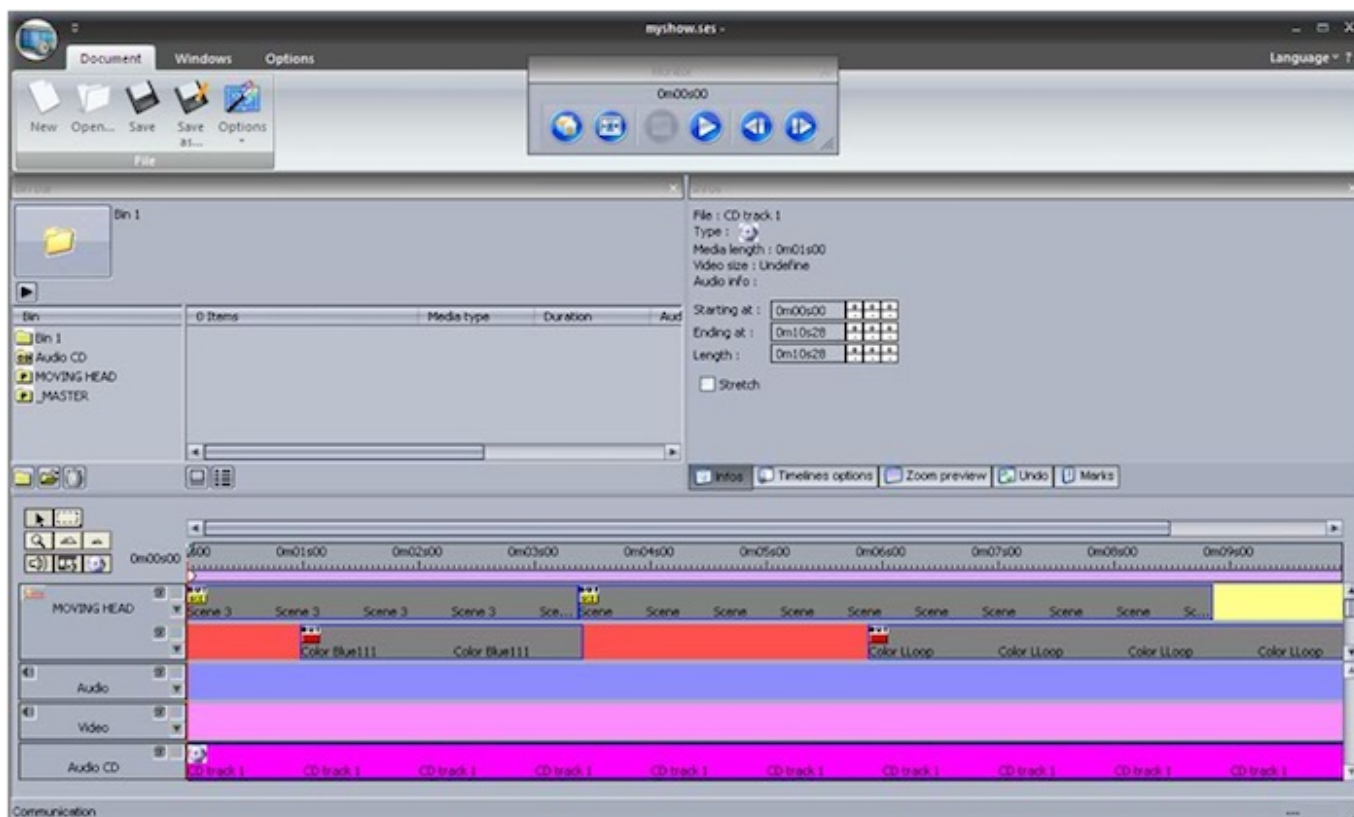 myshow.ses -
Document Windows Options
Language ?
Monitor
0m00s00
New Open... Save Save as... Options
File
Bin 1
File : CD track 1
Type :
Media length : 0m01s00
Video size : Undefine
Audio info :
Starting at : 0m00s00
Ending at : 0m10s28
Length : 0m10s28
Stretch
Bin 0 Items Media type Duration Aud
Bin 1
Audio CD
MOVING HEAD
_MASTER
Infos Timelines options Zoom preview Undo Marks
0m00s00 0m01s00 0m02s00 0m03s00 0m04s00 0m05s00 0m06s00 0m07s00 0m08s00 0m09s00
MOVING HEAD
Scene 3 Scene 3 Scene 3 Scene 3 Sce... Scene Scene Scene Scene Scene Scene Scene Scene Scene Sc...
Color Blue111 Color Blue111 Color LLoop Color LLoop Color LLoop Color LLoop
Audio
Video
Audio CD
CD track 1 CD track 1 CD track 1 CD track 1 CD track 1 CD track 1 CD track 1 CD track 1 CD track 1 CD track 1
Communication